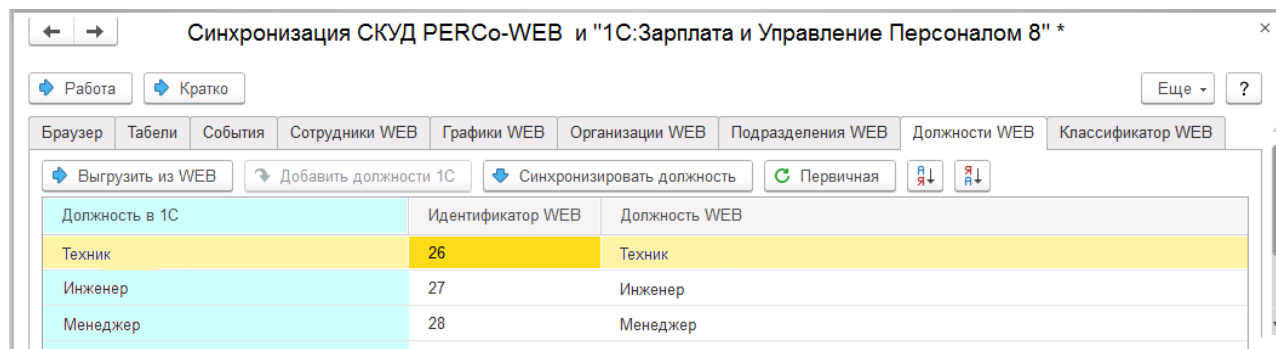 Синхронизация СКУД PERCo-WEB и "1С:Зарплата и Управление Персоналом 8" *
Работа Кратко Еще ?
Браузер Табели События Сотрудники WEB Графики WEB Организации WEB Подразделения WEB Должности WEB Классификатор WEB
Выгрузить из WEB Добавить должности 1С Синхронизировать должность Первичная АЯ ЯА
Должность в 1С Идентификатор WEB Должность WEB
Техник 26 Техник
Инженер 27 Инженер
Менеджер 28 Менеджер